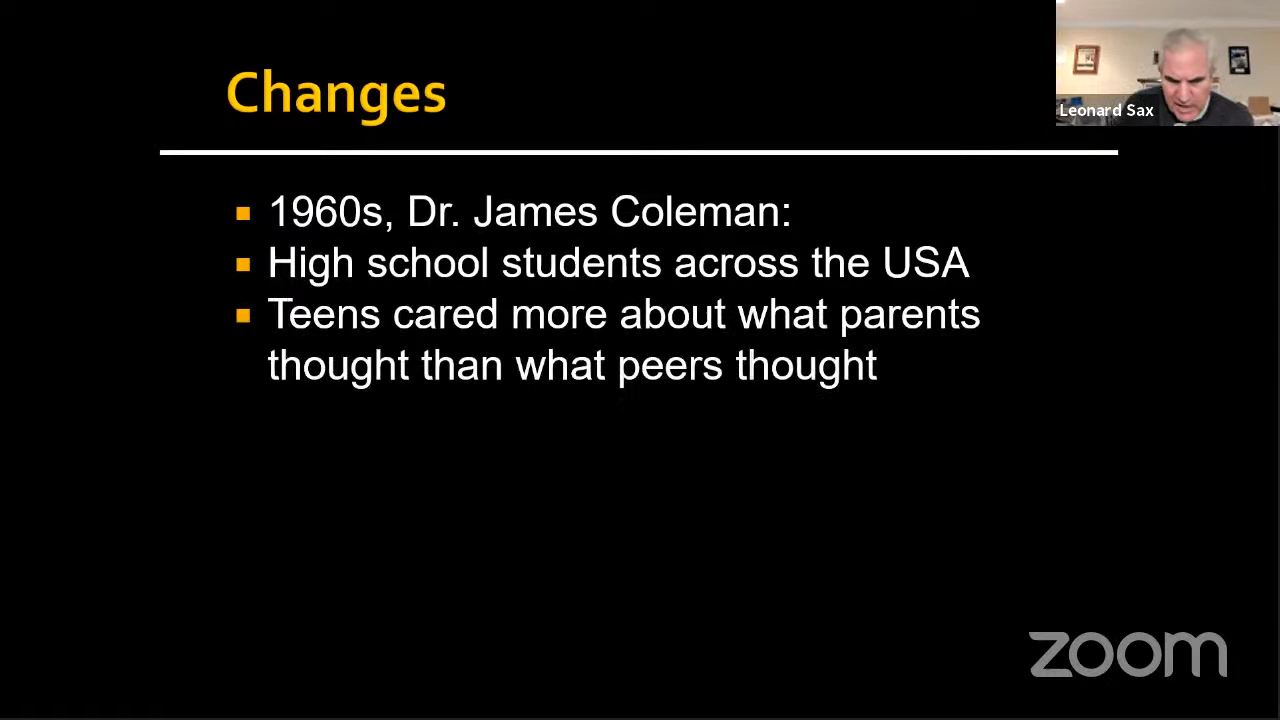 Changes
Leonard Sax
1960s, Dr. James Coleman:
High school students across the USA
Teens cared more about what parents
thought than what peers thought
zoom